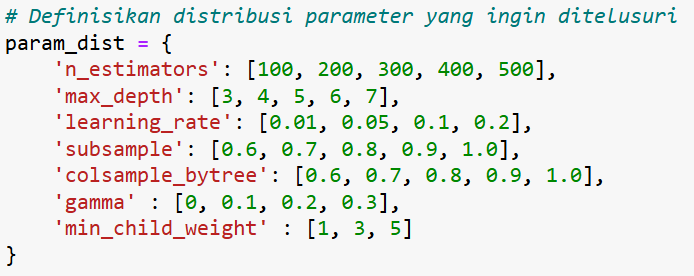 # Definisikan distribusi parameter yang ingin ditelusuri
param_dist = {
    'n_estimators': [100, 200, 300, 400, 500],
    'max_depth': [3, 4, 5, 6, 7],
    'learning_rate': [0.01, 0.05, 0.1, 0.2],
    'subsample': [0.6, 0.7, 0.8, 0.9, 1.0],
    'colsample_bytree': [0.6, 0.7, 0.8, 0.9, 1.0],
    'gamma' : [0, 0.1, 0.2, 0.3],
    'min_child_weight' : [1, 3, 5]
}